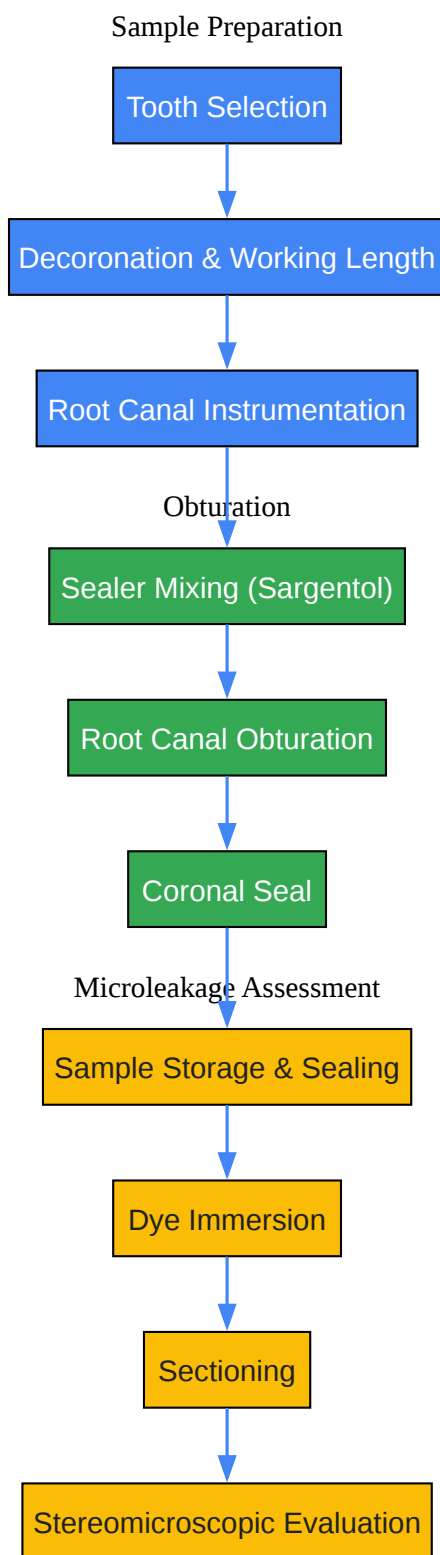 Sample Preparation
Tooth Selection
Decoronation & Working Length
Root Canal Instrumentation
Obturation
Sealer Mixing (Sargentol)
Root Canal Obturation
Coronal Seal
Microleakage Assessment
Sample Storage & Sealing
Dye Immersion
Sectioning
Stereomicroscopic Evaluation